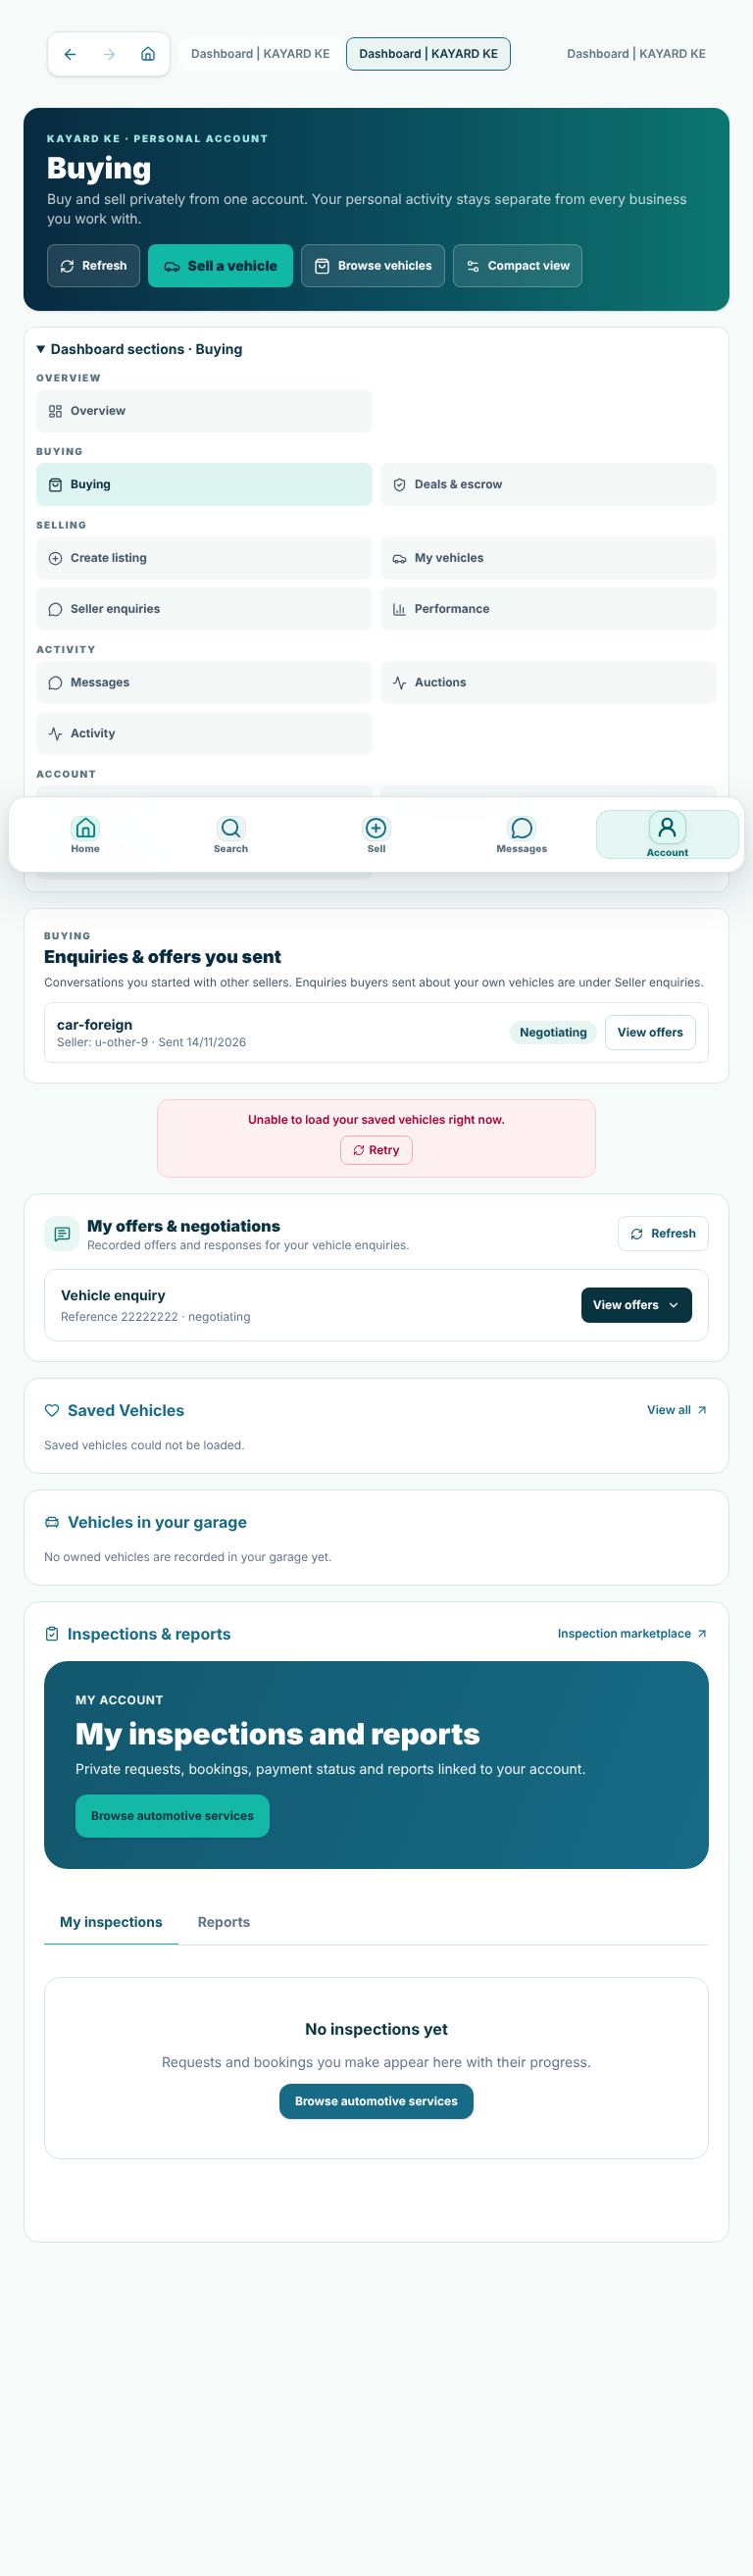 Dashboard | KAYARD KE
Dashboard | KAYARD KE
Dashboard | KAYARD KE
KAYARD KE · PERSONAL ACCOUNT
Buying
Buy and sell privately from one account. Your personal activity stays separate from every business
you work with.
Refresh
Sell a vehicle
Browse vehicles
Compact view
Dashboard sections · Buying
OVERVIEW
Overview
BUYING
Buying
Deals & escrow
SELLING
Create listing
My vehicles
Seller enquiries
Performance
ACTIVITY
Messages
Auctions
Activity
ACCOUNT
Home
Search
Sell
Messages
Account
BUYING
Enquiries & offers you sent
Conversations you started with other sellers. Enquiries buyers sent about your own vehicles are under Seller enquiries.
car-foreign
Seller: u-other-9 · Sent 14/11/2026
Negotiating
View offers
Unable to load your saved vehicles right now.
Retry
My offers & negotiations
Recorded offers and responses for your vehicle enquiries.
Refresh
Vehicle enquiry
Reference 22222222 · negotiating
View offers
Saved Vehicles
View all
Saved vehicles could not be loaded.
Vehicles in your garage
No owned vehicles are recorded in your garage yet.
Inspections & reports
Inspection marketplace
MY ACCOUNT
My inspections and reports
Private requests, bookings, payment status and reports linked to your account.
Browse automotive services
My inspections
Reports
No inspections yet
Requests and bookings you make appear here with their progress.
Browse automotive services